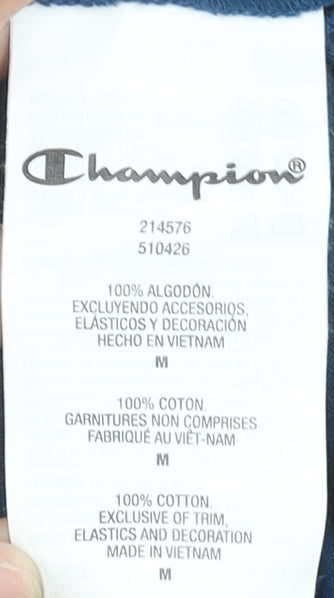 Champion®
214576
510426
100% ALGODÓN.
EXCLUYENDO ACCESORIOS,
ELÁSTICOS Y DECORACIÓN
HECHO EN VIETNAM
M
100% COTON.
GARNITURES NON COMPRISES
FABRIQUÉ AU VIÊT-NAM
M
100% COTTON.
EXCLUSIVE OF TRIM,
ELASTICS AND DECORATION
MADE IN VIETNAM
M